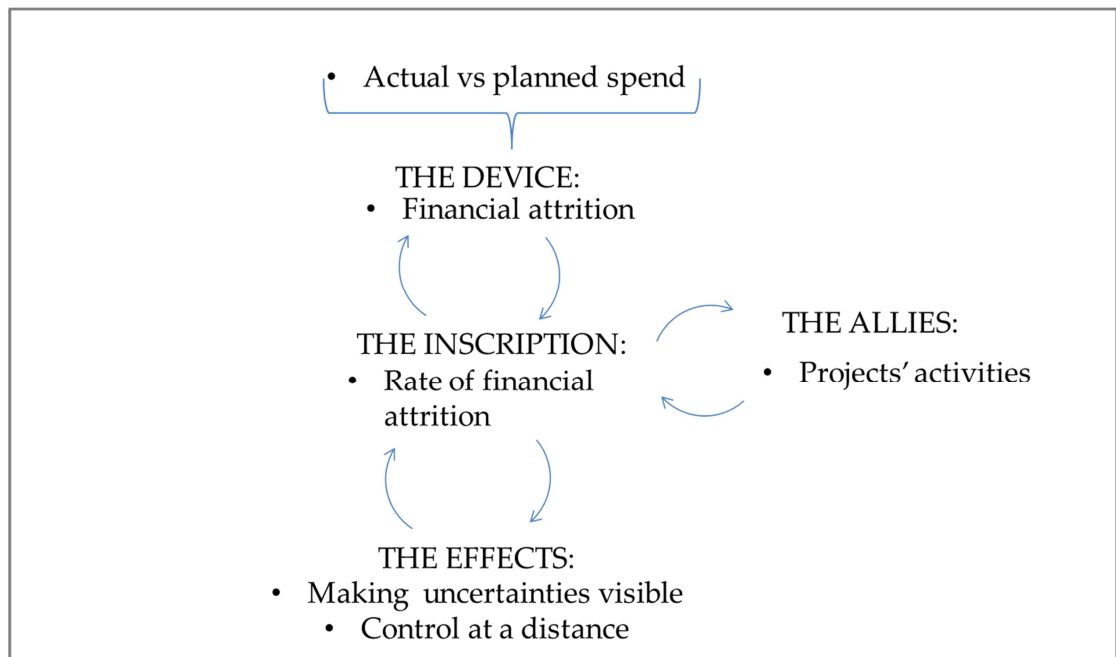 • Actual vs planned spend
THE DEVICE:
• Financial attrition
THE INSCRIPTION:
• Rate of financial
attrition
THE ALLIES:
• Projects’ activities
THE EFFECTS:
• Making uncertainties visible
• Control at a distance